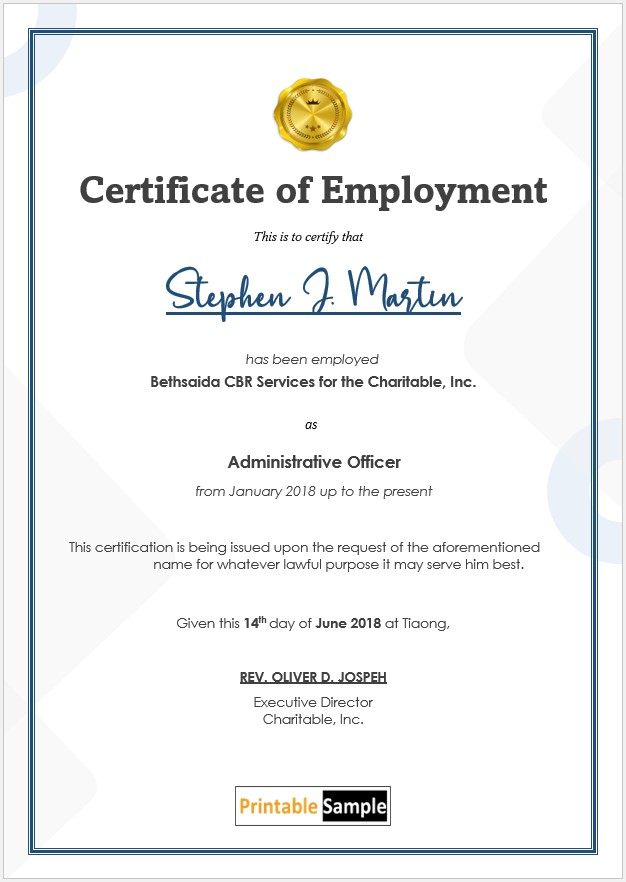 Certificate of Employment
This is to certify that
Stephen J. Martin
has been employed
Bethsaida CBR Services for the Charitable, Inc.
as
Administrative Officer
from January 2018 up to the present
This certification is being issued upon the request of the aforementioned
name for whatever lawful purpose it may serve him best.
Given this 14th day of June 2018 at Tiaong,
REV. OLIVER D. JOSPEH
Executive Director
Charitable, Inc.
Printable Sample